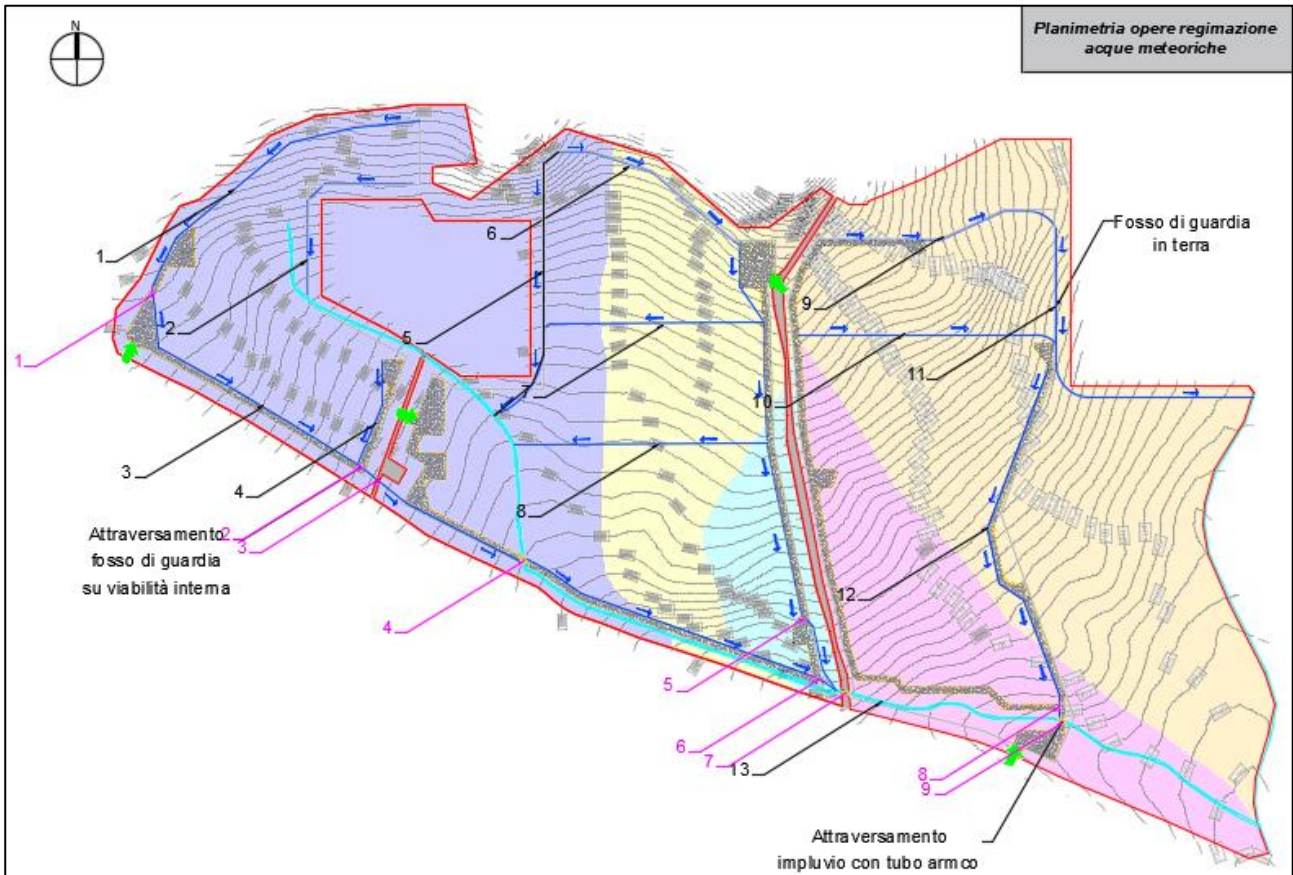 N
Planimetria opere regimazione
acque meteoriche
Fosso di guardia
in terra
1
6
9
2
5
1
7
10
11
3
4
8
Attraversamento
fosso di guardia
su viabilità interna
2
3
12
4
5
6
7
13
8
9
Attraversamento
impluvio con tubo armco